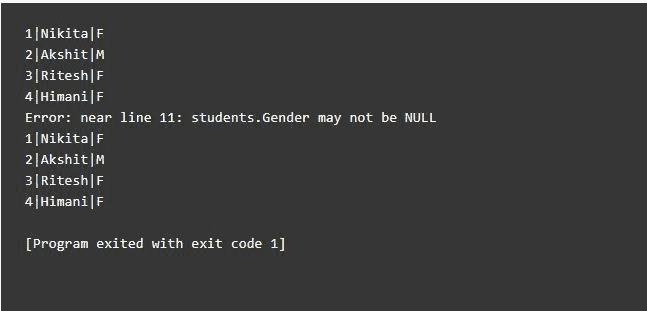 1|Nikita|F
2|Akshit|M
3|Ritesh|F
4|Himani|F
Error: near line 11: students.Gender may not be NULL
1|Nikita|F
2|Akshit|M
3|Ritesh|F
4|Himani|F
[Program exited with exit code 1]